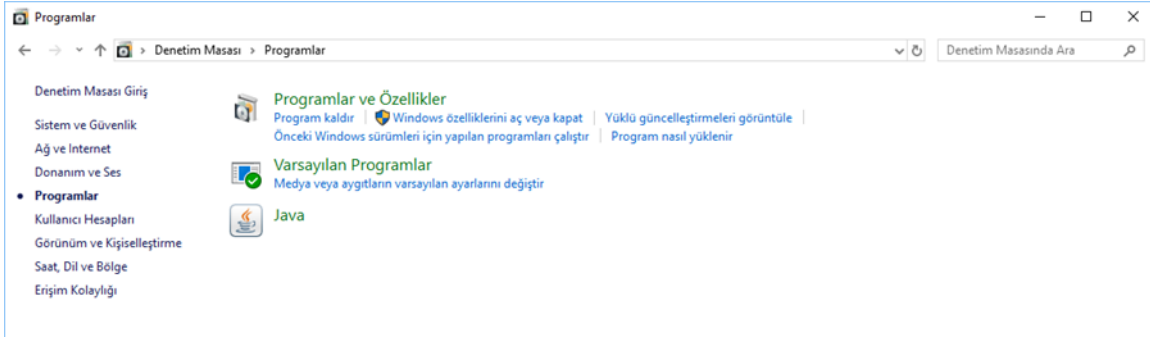 Programlar
Denetim Masası > Programlar
Denetim Masasında Ara
Denetim Masası Giriş
Sistem ve Güvenlik
Ağ ve Internet
Donanım ve Ses
Programlar
Kullanıcı Hesapları
Görünüm ve Kişiselleştirme
Saat, Dil ve Bölge
Erişim Kolaylığı
Programlar ve Özellikler
Program kaldır | Windows özelliklerini aç veya kapat | Yüklü güncelleştirmeleri görüntüle |
Önceki Windows sürümleri için yapılan programları çalıştır | Program nasıl yüklenir
Varsayılan Programlar
Medya veya aygıtların varsayılan ayarlarını değiştir
Java